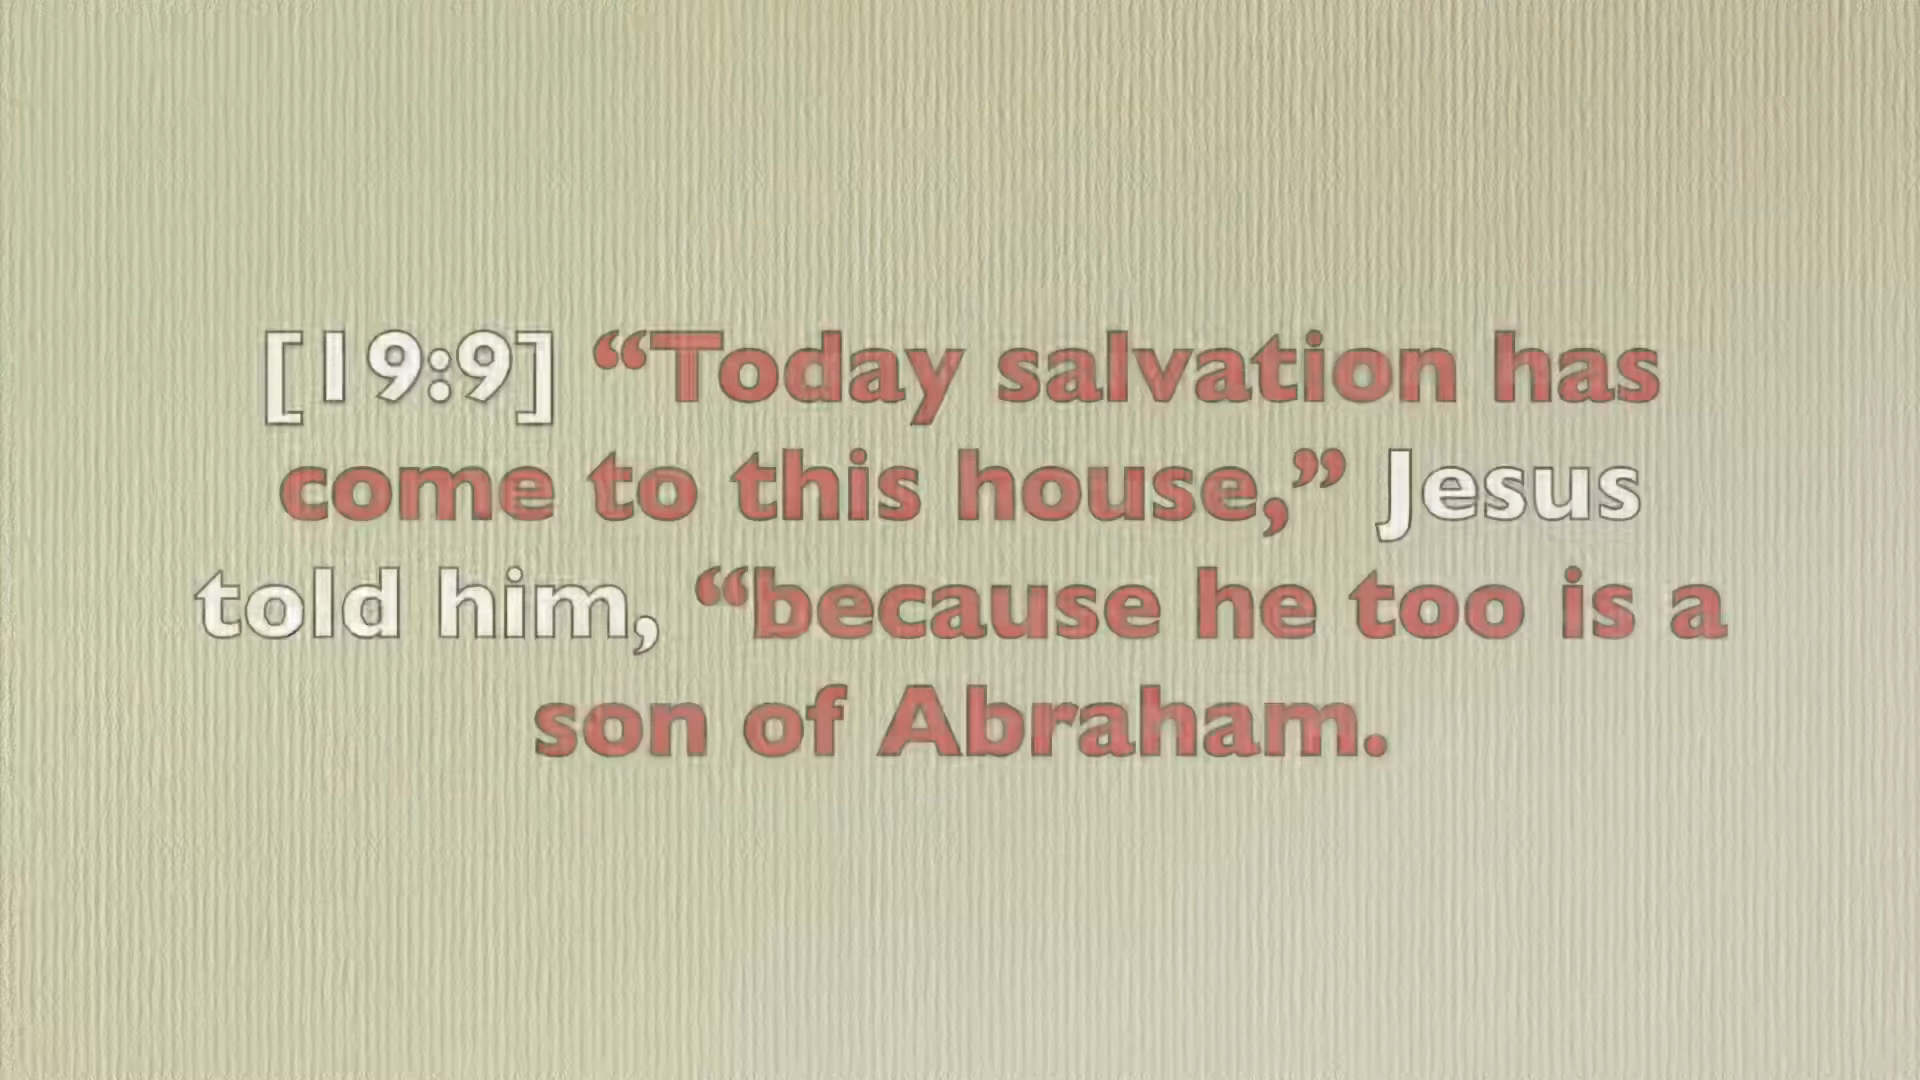 [19:9] “Today salvation has
come to this house,” Jesus
told him, “because he too is a
son of Abraham.